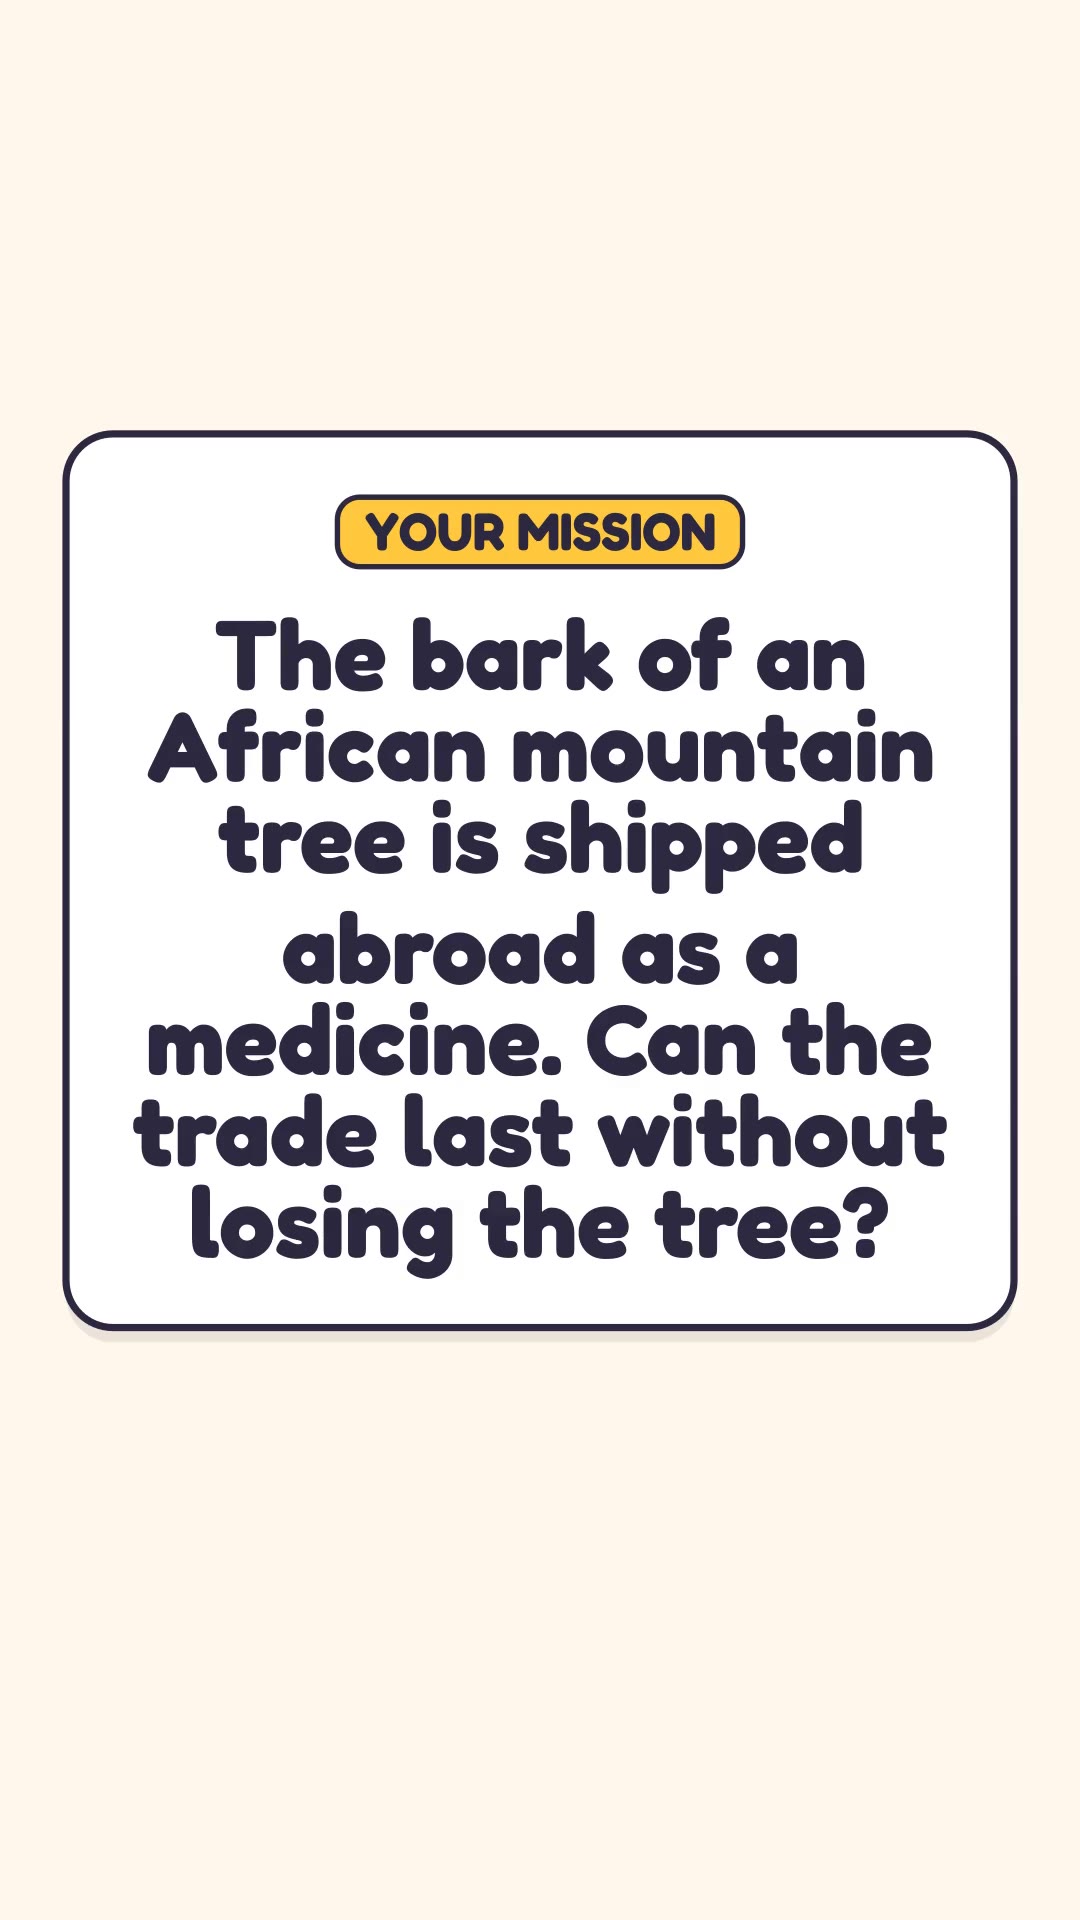 YOUR MISSION
The bark of an
African mountain
tree is shipped
abroad as a
medicine. Can the
trade last without
losing the tree?